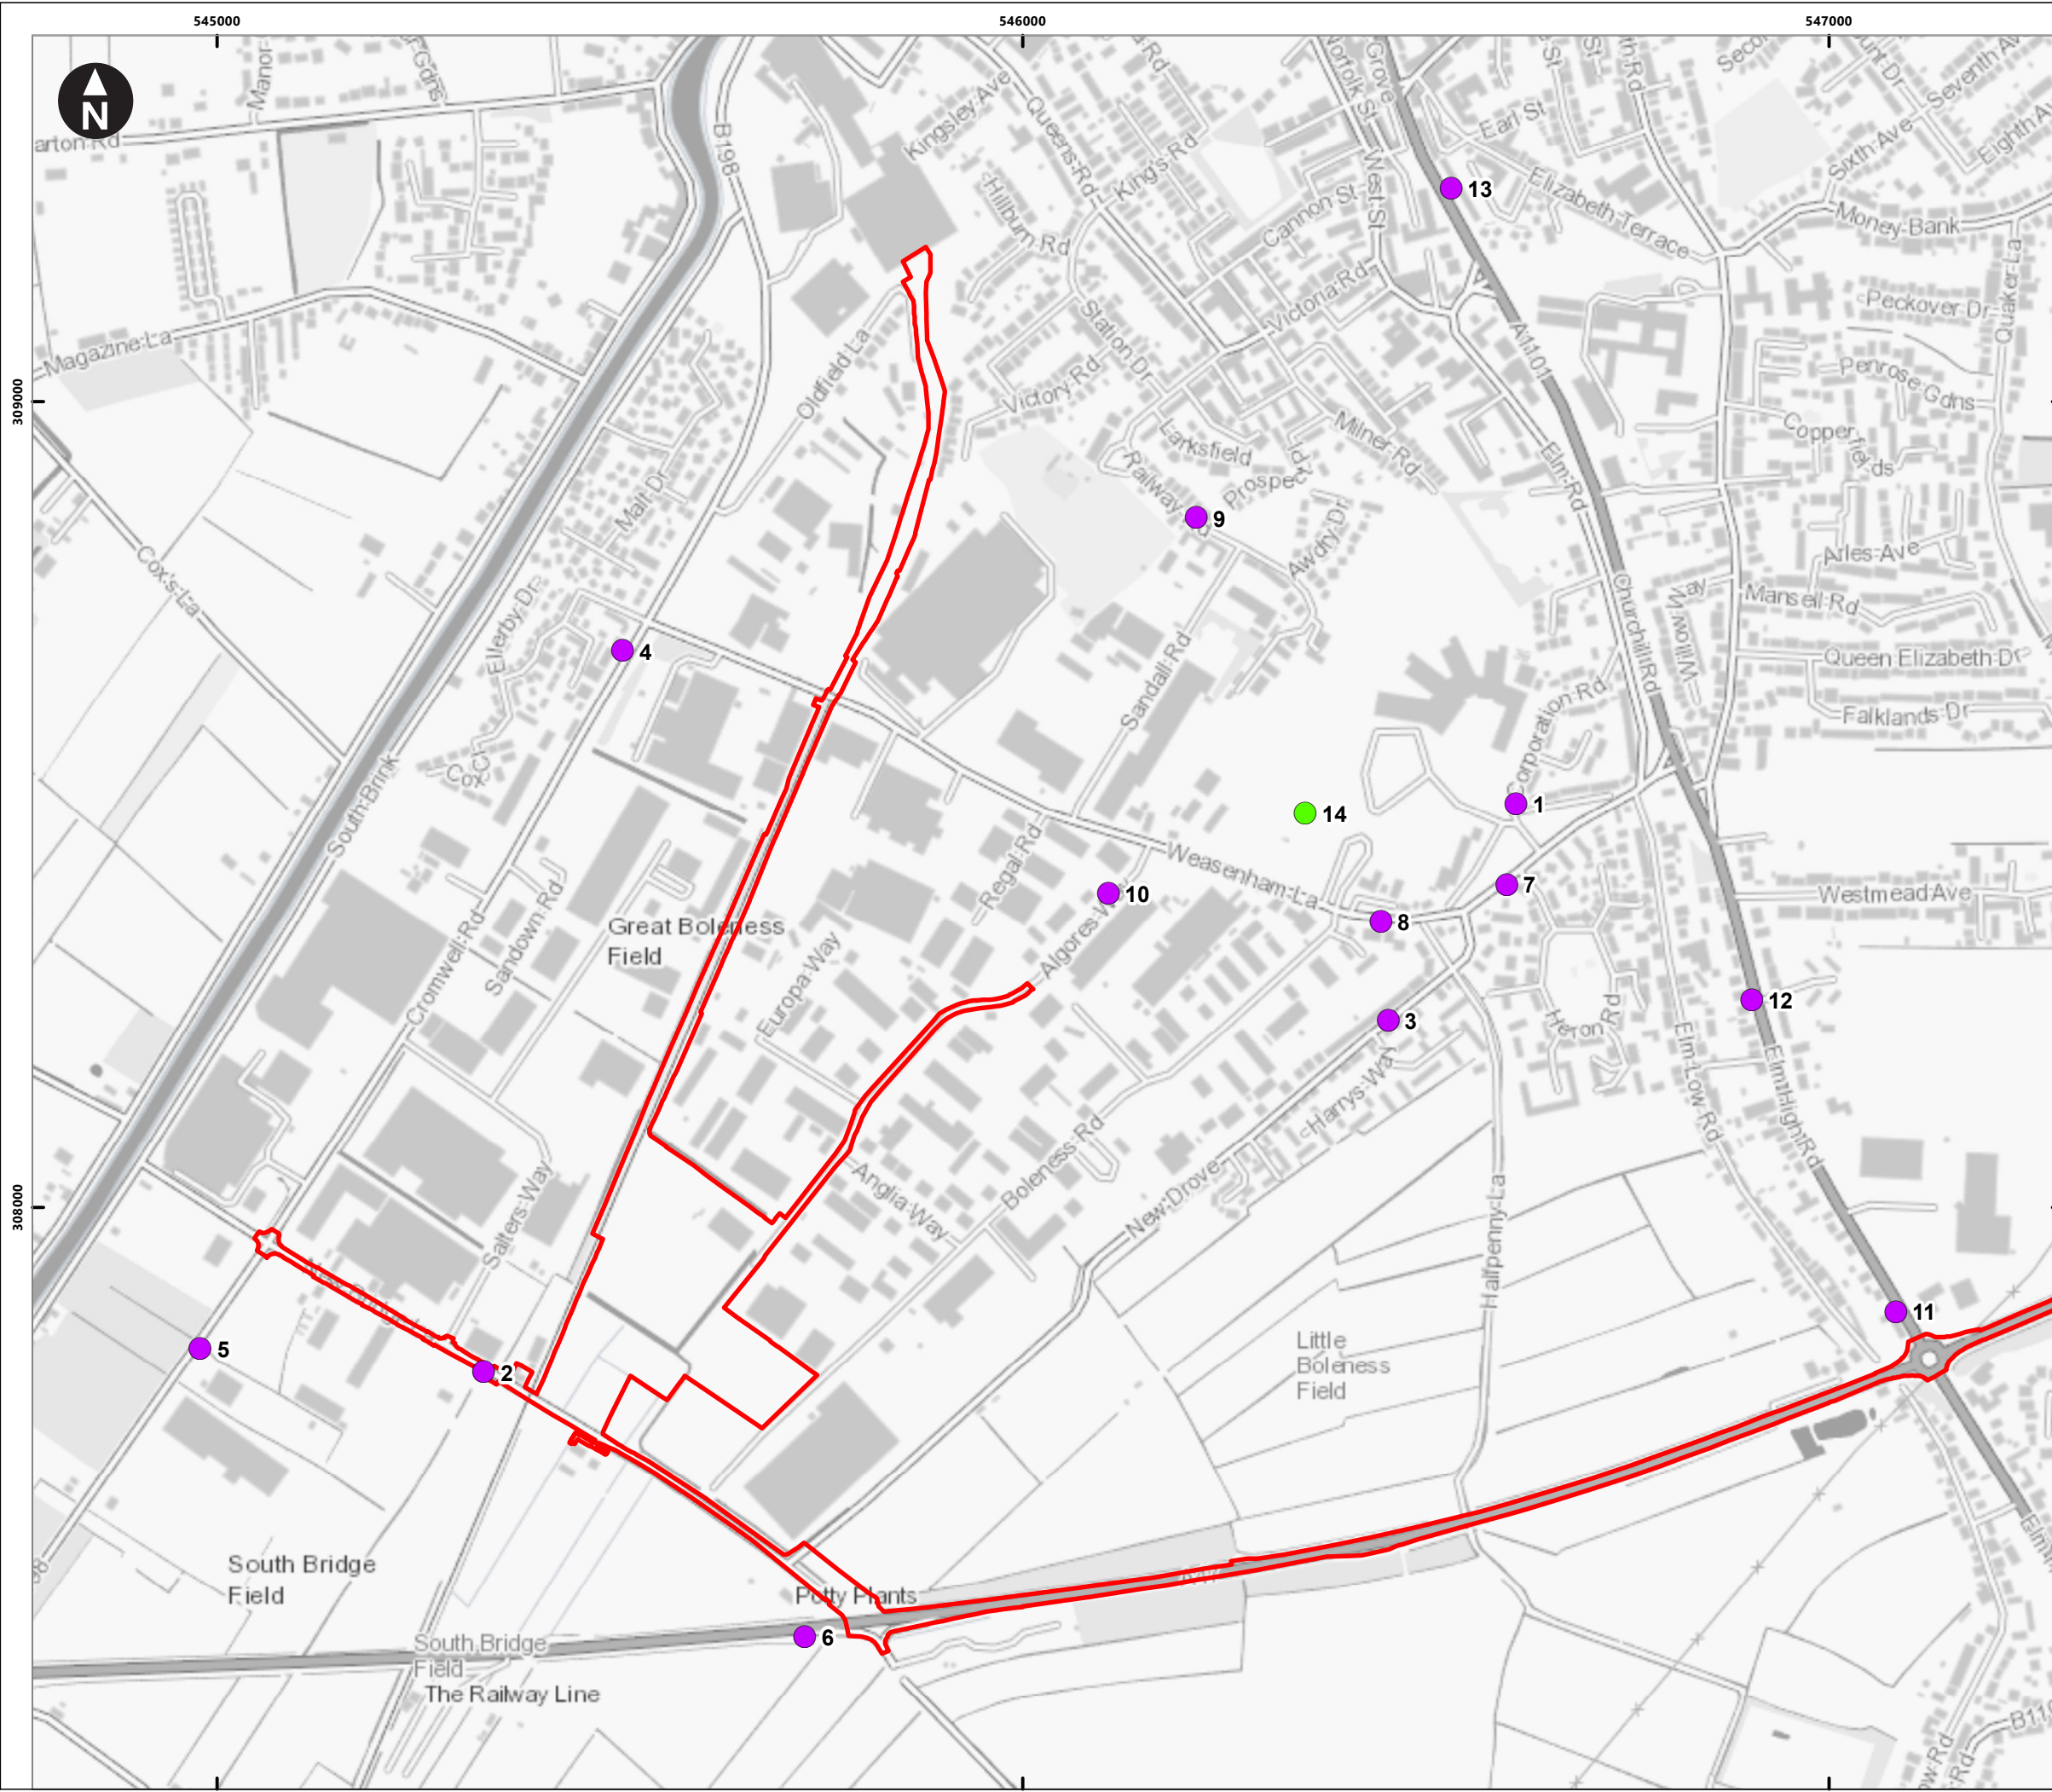 545000
546000
547000
309000
308000
N
Manor
Gdns
arton Rd
B198
Kingsley Ave
Queens Rd
King's Rd
Hillburn Rd
Norfolk St
Grove
West St
Cannon St
Earl St
Elizabeth Terrace
13
Sixth Ave
Seventh Av
Eighth Av
Money Bank
Quaker La
Peckover Dr
Penrose Gdns
Copper
fields
Magazine La
Oldfield La
Station Dr
Victory Rd
Victoria Rd
A1101
Milner Rd
Larksfield
Prospect
Railway
Rd
9
Elm Rd
Awdry Dr
Arles Ave
Mansell Rd
Churchill Rd
Willow
Way
Queen Elizabeth Dr
Falklands Dr
Malt Dr
Cox's La
Ellerby Dr
4
Cox Cl
South Brink
Sandall Rd
Corporation Rd
1
14
Weasenham La
Regal Rd
10
7
8
Westmead Ave
Algores W
Great Boleness
Field
Cromwell Rd
Sandown Rd
Europa Way
3
12
Heron Rd
Elm Low Rd
Elm High Rd
Harrys Way
Boleness Rd
Anglia Way
New Drove
Halfpenny La
Salters Way
5
2
11
Little
Boleness
Field
South Bridge
Field
Potty Plants
6
South Bridge
Field
The Railway Line
B11